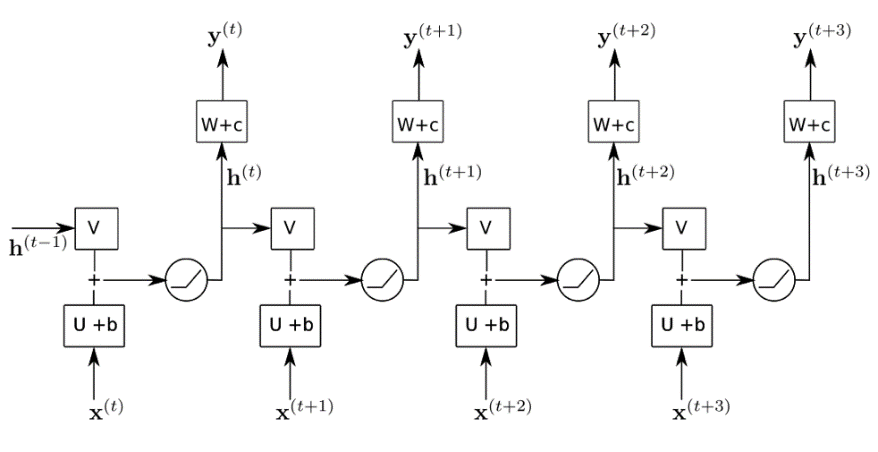 y^(t) y^(t+1) y^(t+2) y^(t+3)
W+c W+c W+c W+c
h^(t) h^(t+1) h^(t+2) h^(t+3)
V V V V
h^(t−1)
+ + + +
U +b U +b U +b U +b
x^(t) x^(t+1) x^(t+2) x^(t+3)